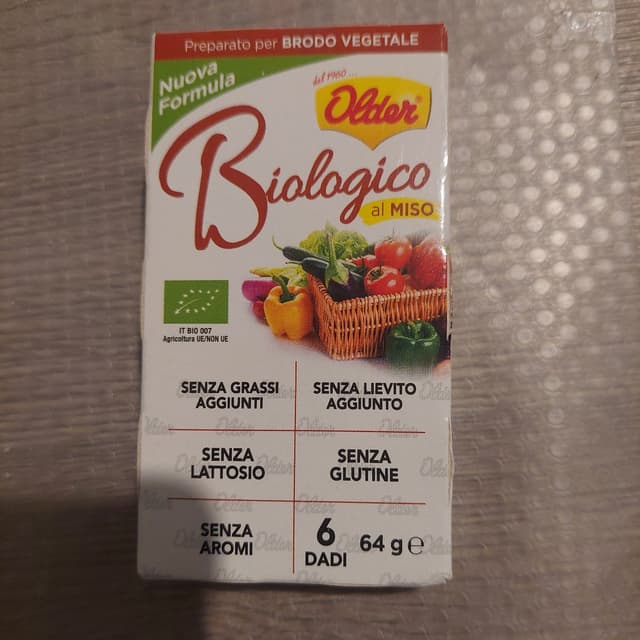 Preparato per BRODO VEGETALE
Nuova
Formula
dal 1960 ...
Older®
Biologico
al MISO
IT BIO 007
Agricoltura UE/NON UE
SENZA GRASSI
AGGIUNTI
SENZA LIEVITO
AGGIUNTO
SENZA
LATTOSIO
SENZA
GLUTINE
SENZA
AROMI
6
DADI
64 g e